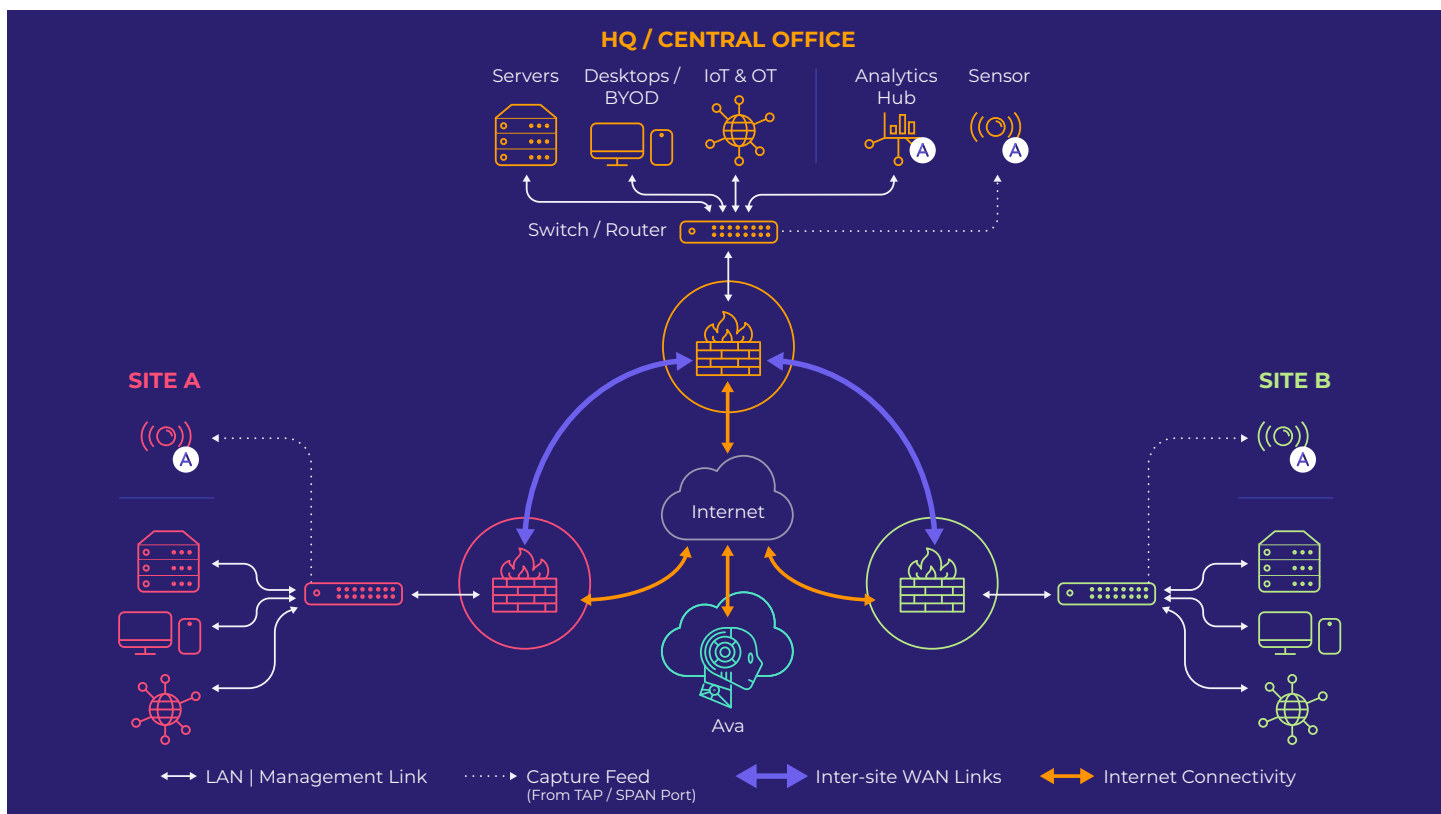 HQ / CENTRAL OFFICE
Servers
Desktops /
BYOD
IoT & OT
Analytics
Hub
Sensor
A
A
Switch / Router
SITE A
SITE B
A
A
Internet
Ava
LAN | Management Link
Capture Feed
(From TAP / SPAN Port)
Inter-site WAN Links
Internet Connectivity